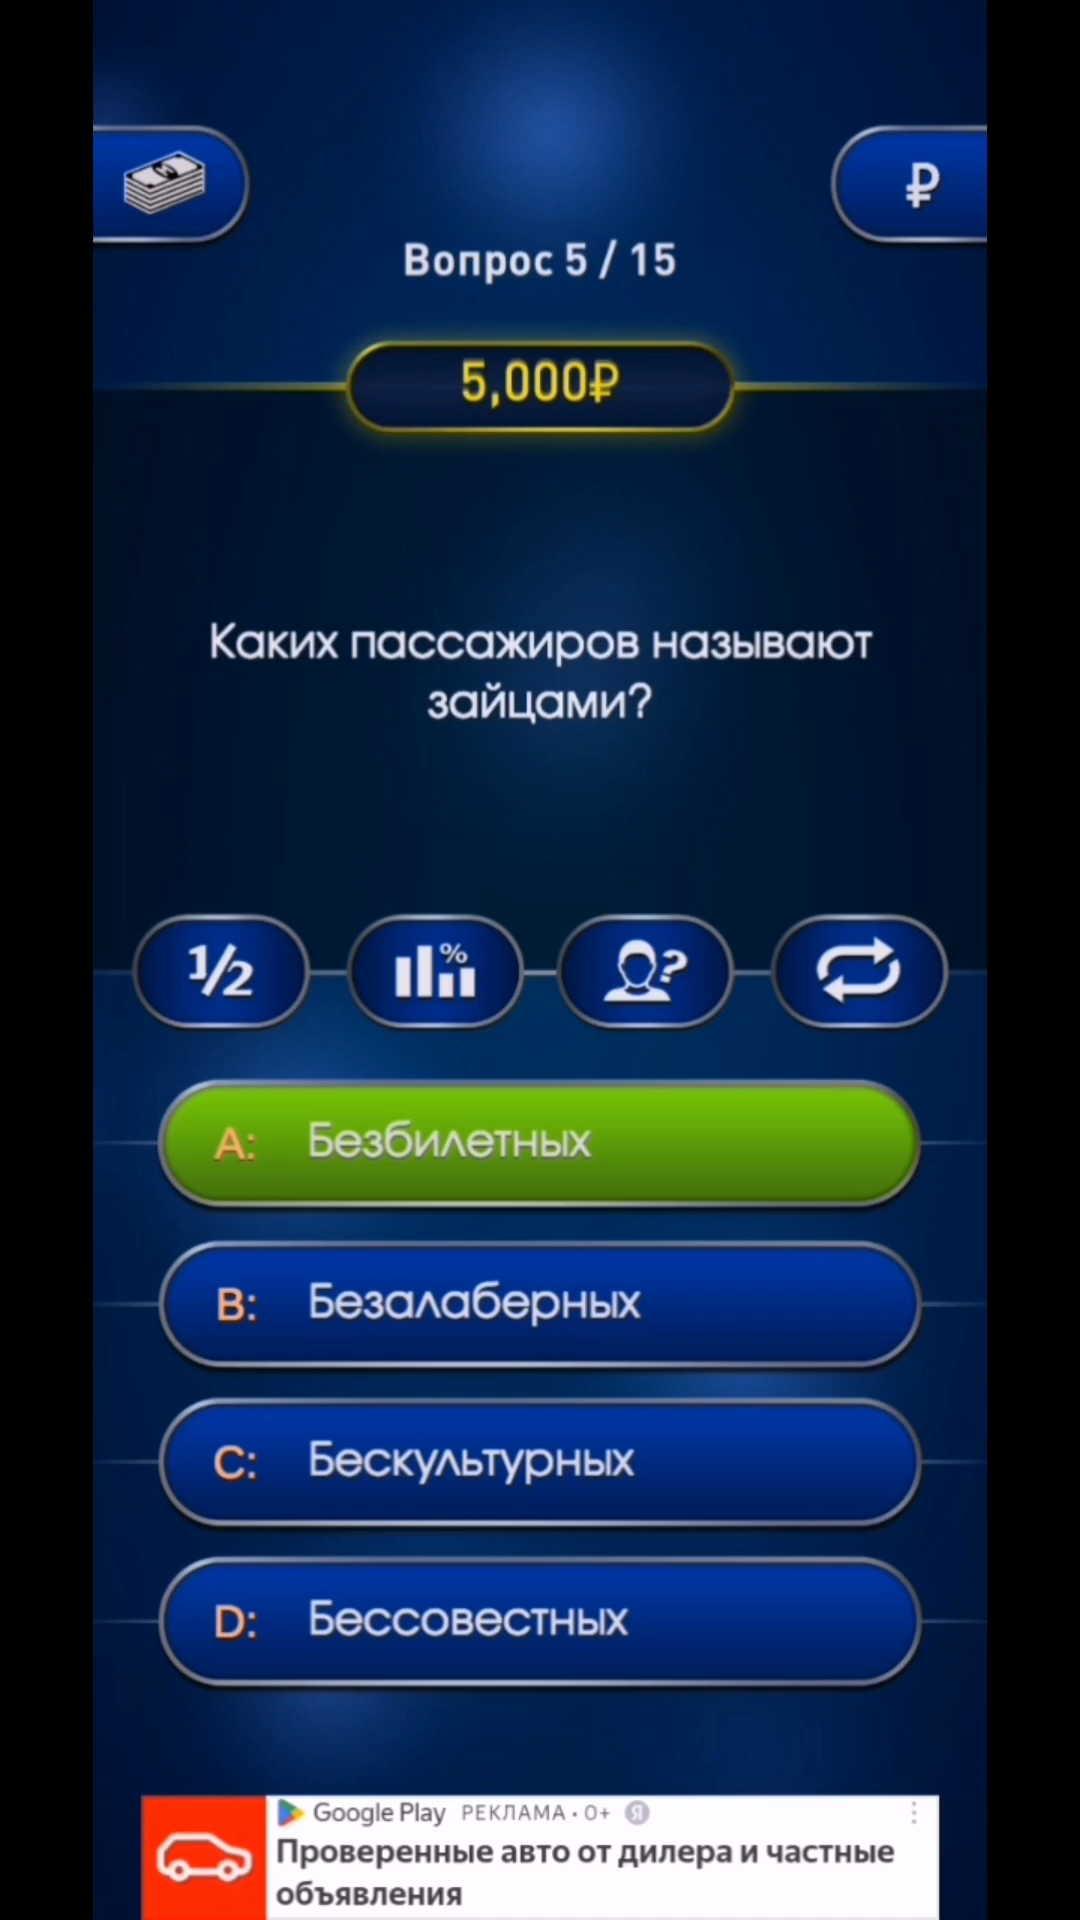 ₽
Вопрос 5 / 15
5,000₽
Каких пассажиров называют
зайцами?
1/2
%
?
A: Безбилетных
B: Безалаберных
C: Бескультурных
D: Бессовестных
Google Play РЕКЛАМА • 0+ Я
Проверенные авто от дилера и частные
объявления